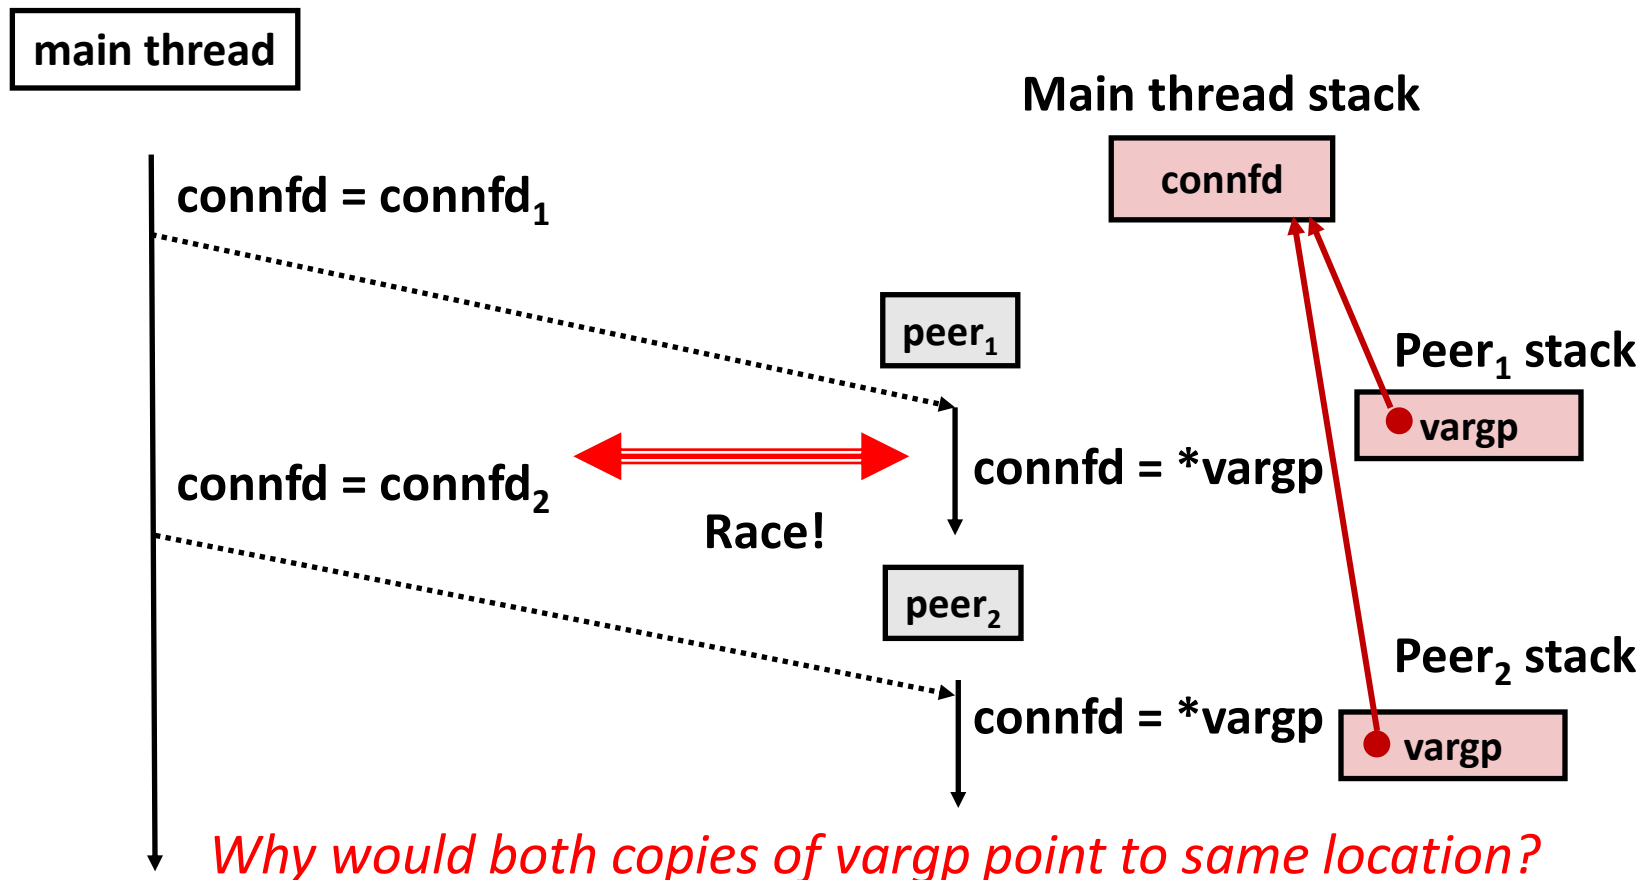 main thread
Main thread stack
connfd
connfd = connfd₁
peer₁
Peer₁ stack
vargp
connfd = *vargp
connfd = connfd₂
Race!
peer₂
Peer₂ stack
connfd = *vargp
vargp
Why would both copies of vargp point to same location?